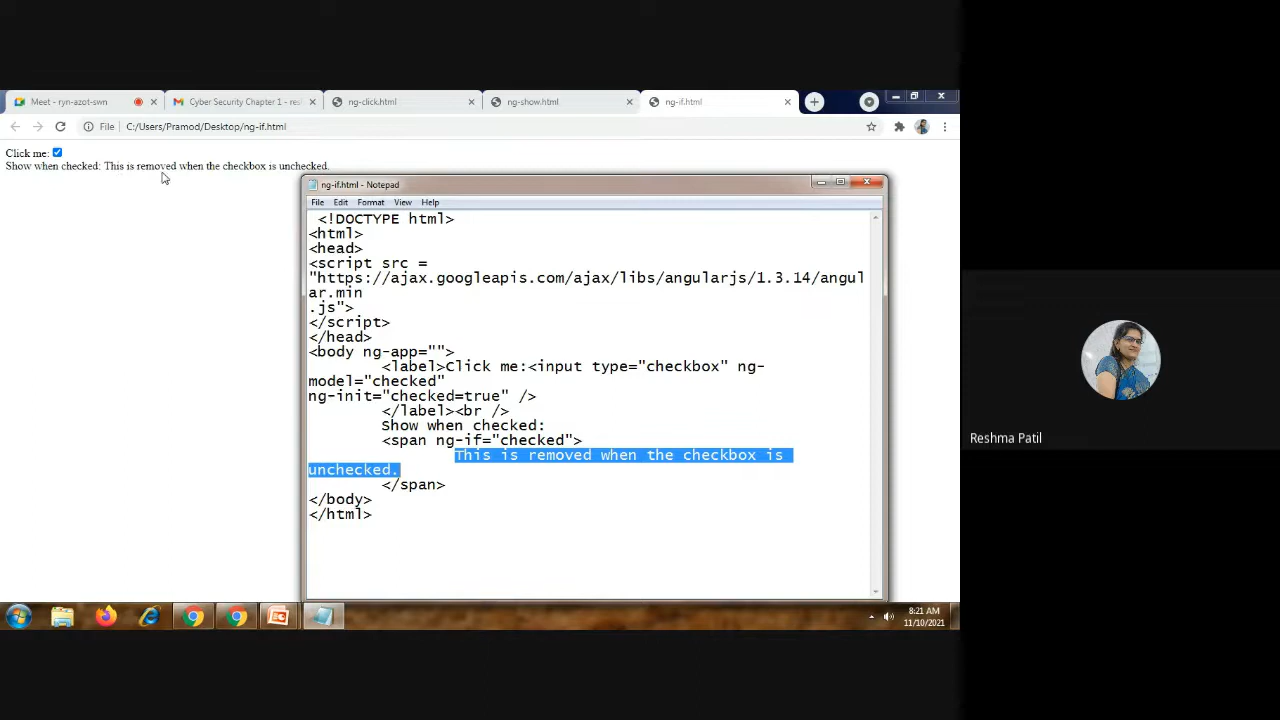 Meet - ryn-azot-swn
Cyber Security Chapter 1 - resl
ng-click.html
ng-show.html
ng-if.html
File
C:/Users/Pramod/Desktop/ng-if.html
Click me:
Show when checked: This is removed when the checkbox is unchecked.
ng-if.html - Notepad
File Edit Format View Help
<!DOCTYPE html>
<html>
<head>
<script src =
"https://ajax.googleapis.com/ajax/libs/angularjs/1.3.14/angul
ar.min
.js">
</script>
</head>
<body ng-app="">
<label>Click me:<input type="checkbox" ng-
model="checked"
ng-init="checked=true" />
</label><br />
Show when checked:
<span ng-if="checked">
This is removed when the checkbox is
unchecked.
</span>
</body>
</html>
Reshma Patil
8:21 AM
11/10/2021